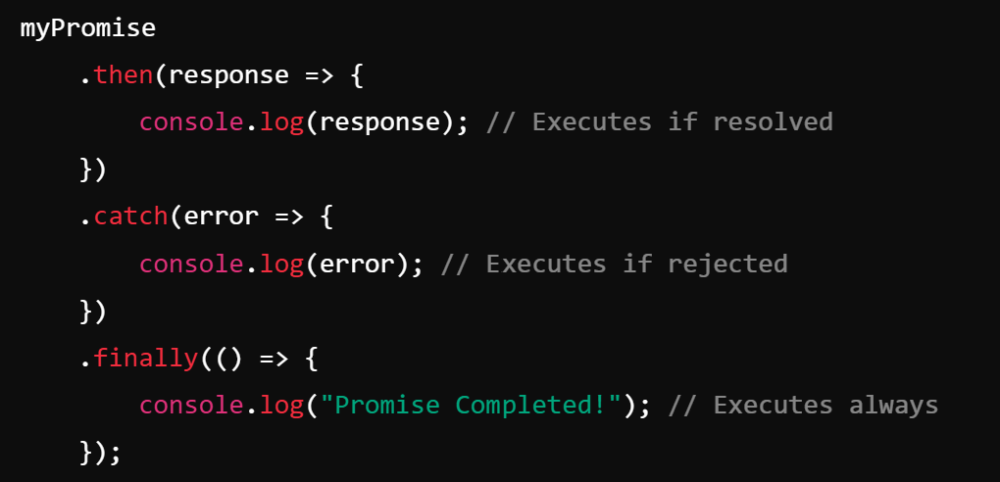 myPromise
    .then(response => {
        console.log(response); // Executes if resolved
    })
    .catch(error => {
        console.log(error); // Executes if rejected
    })
    .finally(() => {
        console.log("Promise Completed!"); // Executes always
    });